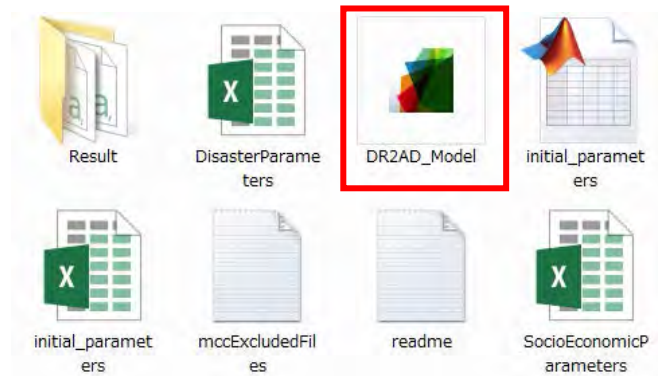 Result
DisasterParame
ters
DR2AD_Model
initial_paramet
ers
initial_paramet
ers
mccExcludedFil
es
readme
SocioEconomicP
arameters